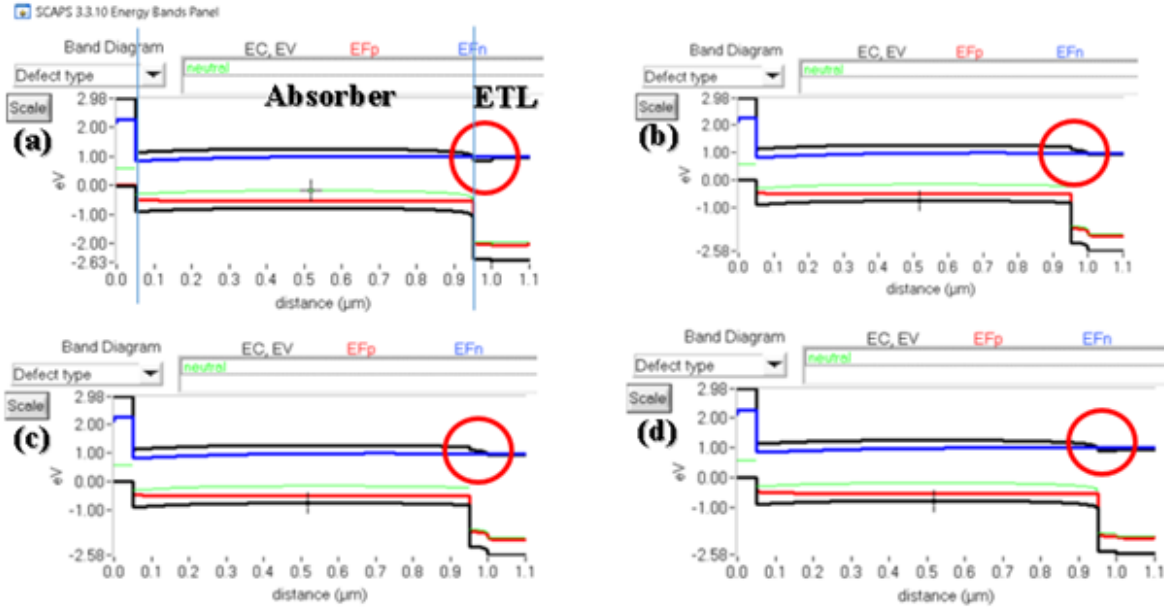 SCAPS 3.3.10 Energy Bands Panel
Band Diagram EC, EV EFp EFn
Defect type neutral
Absorber ETL
Scale
(a)
2.98
2.00
1.00
0.00
-1.00
-2.00
-2.63
eV
0.0 0.1 0.2 0.3 0.4 0.5 0.6 0.7 0.8 0.9 1.0 1.1
distance (µm)
Band Diagram EC, EV EFp EFn
Defect type neutral
Scale
(b)
2.98
2.00
1.00
0.00
-1.00
-2.58
eV
0.0 0.1 0.2 0.3 0.4 0.5 0.6 0.7 0.8 0.9 1.0 1.1
distance (µm)
Band Diagram EC, EV EFp EFn
Defect type neutral
Scale
(c)
2.98
2.00
1.00
0.00
-1.00
-2.58
eV
0.0 0.1 0.2 0.3 0.4 0.5 0.6 0.7 0.8 0.9 1.0 1.1
distance (µm)
Band Diagram EC, EV EFp EFn
Defect type neutral
Scale
(d)
2.98
2.00
1.00
0.00
-1.00
-2.58
eV
0.0 0.1 0.2 0.3 0.4 0.5 0.6 0.7 0.8 0.9 1.0 1.1
distance (µm)